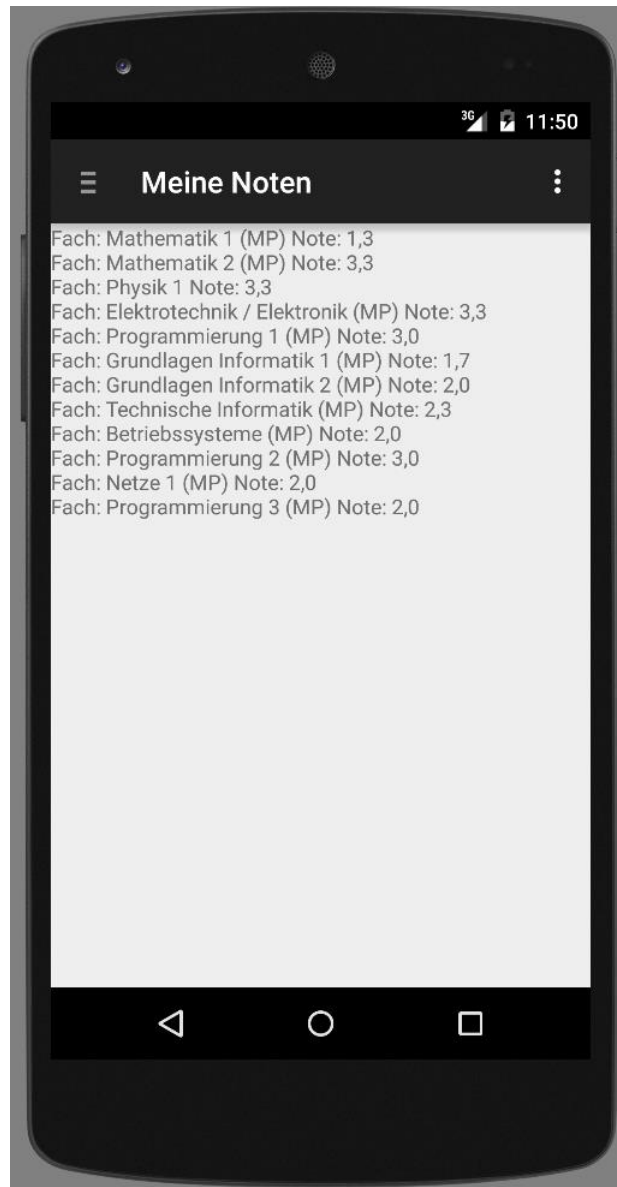 3G 11:50
Meine Noten
Fach: Mathematik 1 (MP) Note: 1,3
Fach: Mathematik 2 (MP) Note: 3,3
Fach: Physik 1 Note: 3,3
Fach: Elektrotechnik / Elektronik (MP) Note: 3,3
Fach: Programmierung 1 (MP) Note: 3,0
Fach: Grundlagen Informatik 1 (MP) Note: 1,7
Fach: Grundlagen Informatik 2 (MP) Note: 2,0
Fach: Technische Informatik (MP) Note: 2,3
Fach: Betriebssysteme (MP) Note: 2,0
Fach: Programmierung 2 (MP) Note: 3,0
Fach: Netze 1 (MP) Note: 2,0
Fach: Programmierung 3 (MP) Note: 2,0